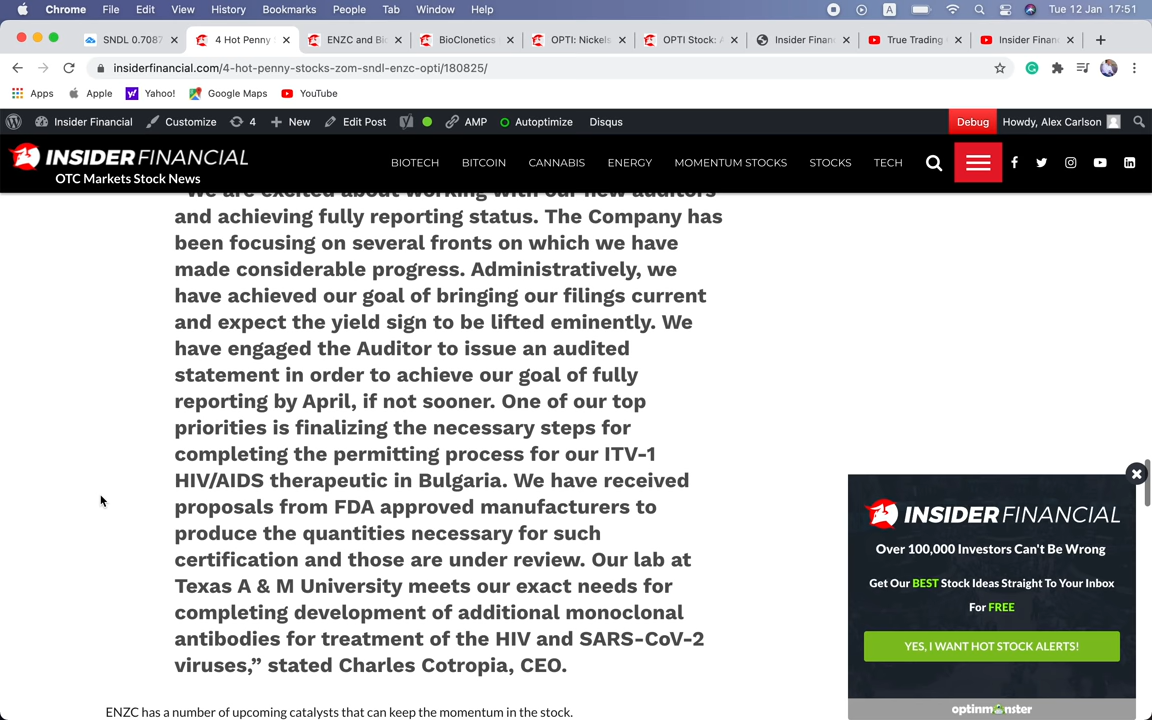 Chrome File Edit View History Bookmarks People Tab Window Help A Tue 12 Jan 17:51
SNDL 0.7087 4 Hot Penny ENZC and Bio BioClonetics OPTI: Nickels OPTI Stock: A Insider Finan True Trading Insider Finan
insiderfinancial.com/4-hot-penny-stocks-zom-sndl-enzc-opti/180825/
Apps Apple Yahoo! Google Maps YouTube
Insider Financial Customize 4 New Edit Post AMP Autoptimize Disqus Debug Howdy, Alex Carlson
INSIDER FINANCIAL
OTC Markets Stock News
BIOTECH BITCOIN CANNABIS ENERGY MOMENTUM STOCKS STOCKS TECH
"We are excited about working with our new auditors
and achieving fully reporting status. The Company has
been focusing on several fronts on which we have
made considerable progress. Administratively, we
have achieved our goal of bringing our filings current
and expect the yield sign to be lifted eminently. We
have engaged the Auditor to issue an audited
statement in order to achieve our goal of fully
reporting by April, if not sooner. One of our top
priorities is finalizing the necessary steps for
completing the permitting process for our ITV-1
HIV/AIDS therapeutic in Bulgaria. We have received
proposals from FDA approved manufacturers to
produce the quantities necessary for such
certification and those are under review. Our lab at
Texas A & M University meets our exact needs for
completing development of additional monoclonal
antibodies for treatment of the HIV and SARS-CoV-2
viruses,” stated Charles Cotropia, CEO.
ENZC has a number of upcoming catalysts that can keep the momentum in the stock.
INSIDER FINANCIAL
Over 100,000 Investors Can't Be Wrong
Get Our BEST Stock Ideas Straight To Your Inbox
For FREE
YES, I WANT HOT STOCK ALERTS!
optinmonster